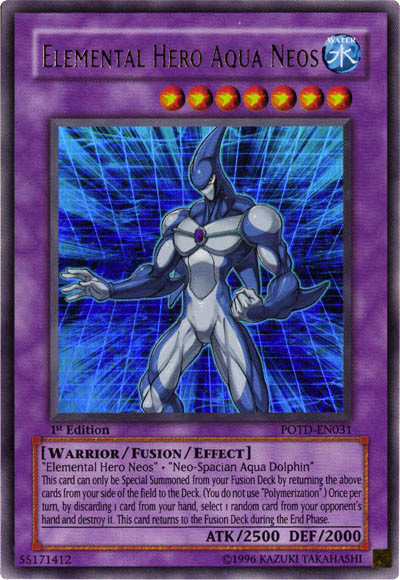 Elemental Hero Aqua Neos
WATER
水
1st Edition
POTD-EN031
[Warrior/Fusion/Effect]
"Elemental Hero Neos" + "Neo-Spacian Aqua Dolphin"
This card can only be Special Summoned from your Fusion Deck by returning the above
cards from your side of the field to the Deck. (You do not use "Polymerization".) Once per
turn, by discarding 1 card from your hand, select 1 random card from your opponent's
hand and destroy it. This card returns to the Fusion Deck during the End Phase.
ATK/2500 DEF/2000
55171412
©1996 KAZUKI TAKAHASHI